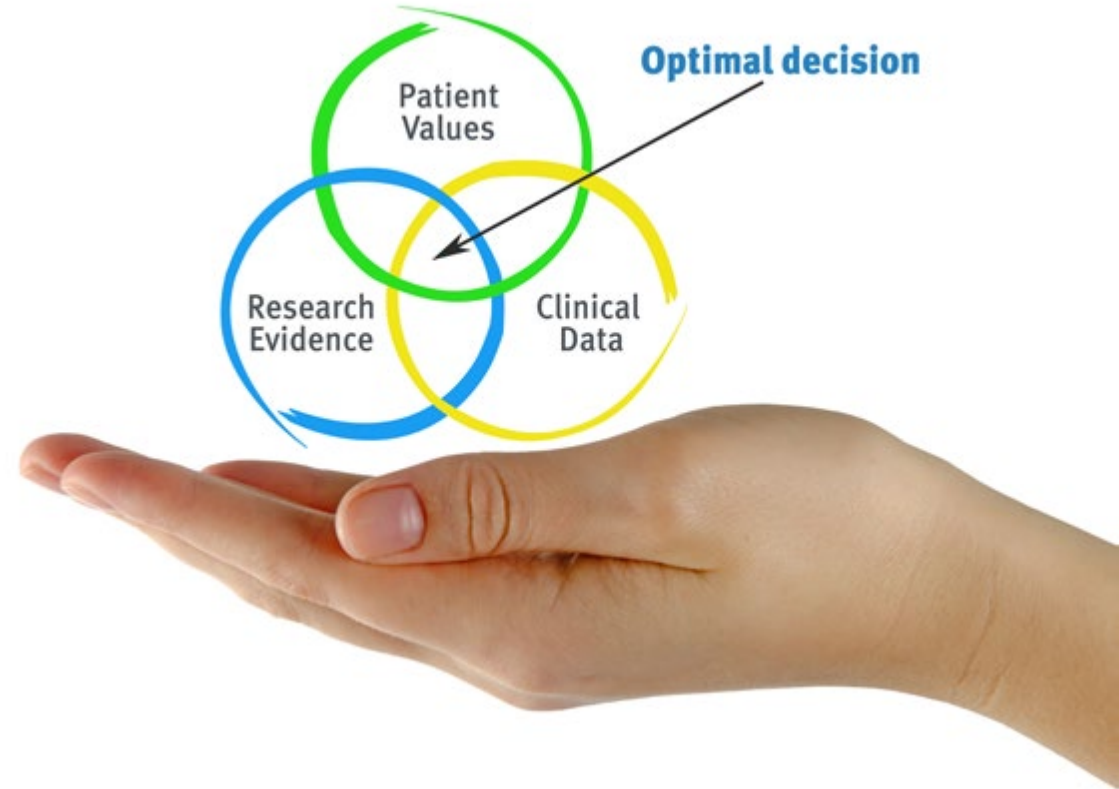 Optimal decision
Patient
Values
Research
Evidence
Clinical
Data